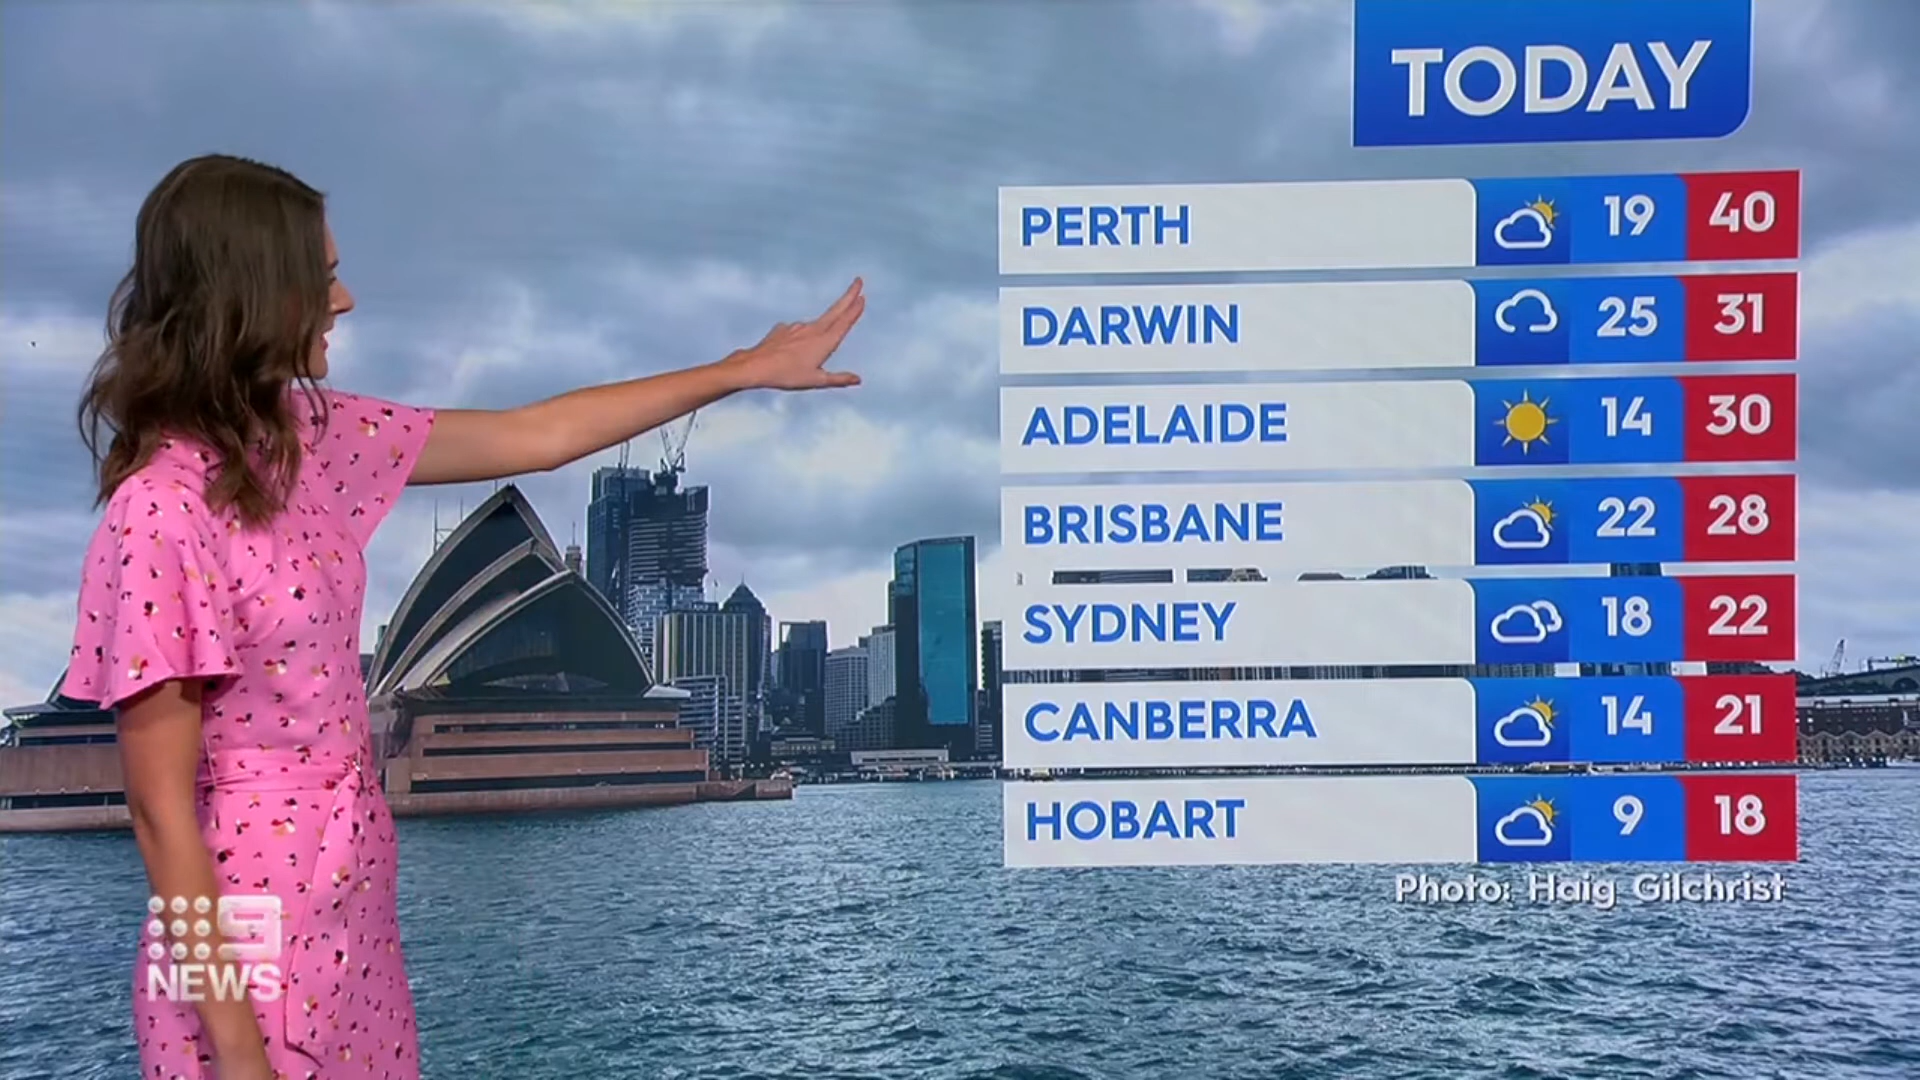 TODAY
PERTH 19 40
DARWIN 25 31
ADELAIDE 14 30
BRISBANE 22 28
SYDNEY 18 22
CANBERRA 14 21
HOBART 9 18
Photo: Haig Gilchrist
9
NEWS